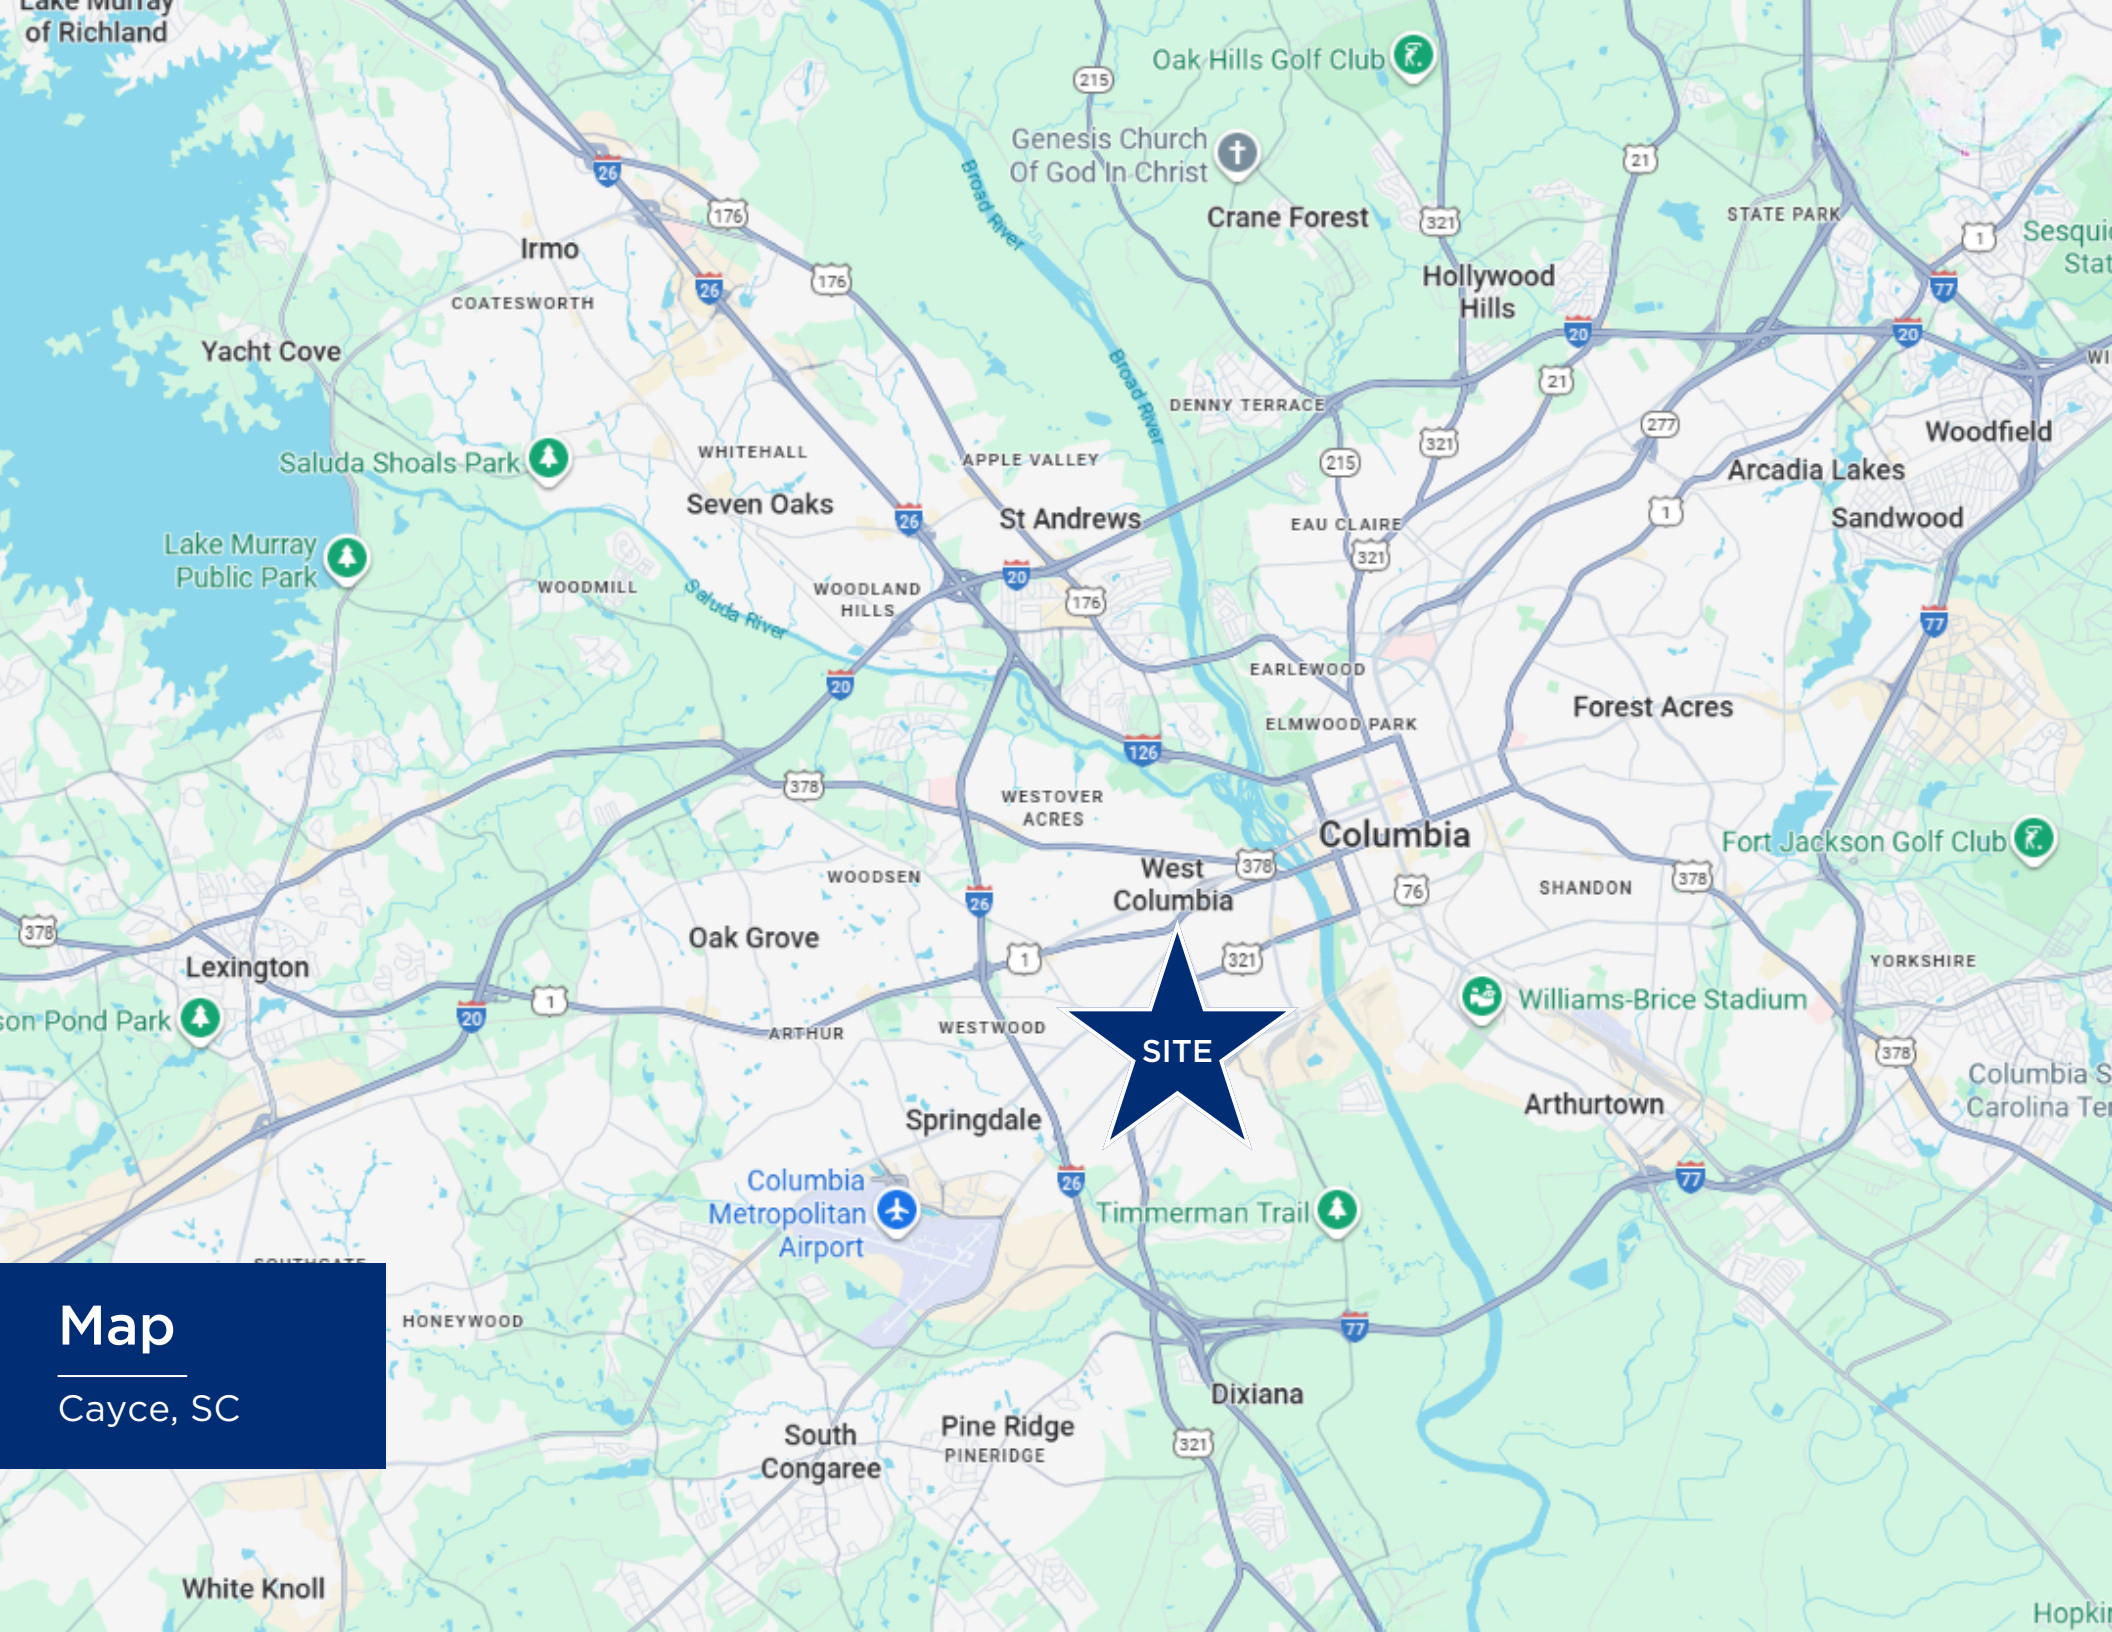 Lake Murray
of Richland
Oak Hills Golf Club
215
Genesis Church
Of God In Christ
Broad River
21
26
176
Crane Forest
321
STATE PARK
1
Irmo
176
26
COATESWORTH
Hollywood
Hills
77
20
20
Yacht Cove
Broad River
21
DENNY TERRACE
277
Woodfield
321
WHITEHALL
APPLE VALLEY
215
Saluda Shoals Park
Arcadia Lakes
Seven Oaks
26
St Andrews
EAU CLAIRE
1
Sandwood
Lake Murray
Public Park
321
20
WOODMILL
WOODLAND
HILLS
176
Saluda River
77
EARLEWOOD
20
Forest Acres
ELMWOOD PARK
126
378
WESTOVER
ACRES
Columbia
Fort Jackson Golf Club
West
Columbia
378
WOODSEN
76
SHANDON
378
26
378
Oak Grove
Lexington
1
321
YORKSHIRE
1
Williams-Brice Stadium
son Pond Park
20
ARTHUR
WESTWOOD
SITE
378
Columbia S
Carolina Ter
Springdale
Arthurtown
Columbia
Metropolitan
Airport
26
77
Timmerman Trail
SOUTHGATE
Map
Cayce, SC
HONEYWOOD
77
Dixiana
South
Congaree
Pine Ridge
PINERIDGE
321
White Knoll